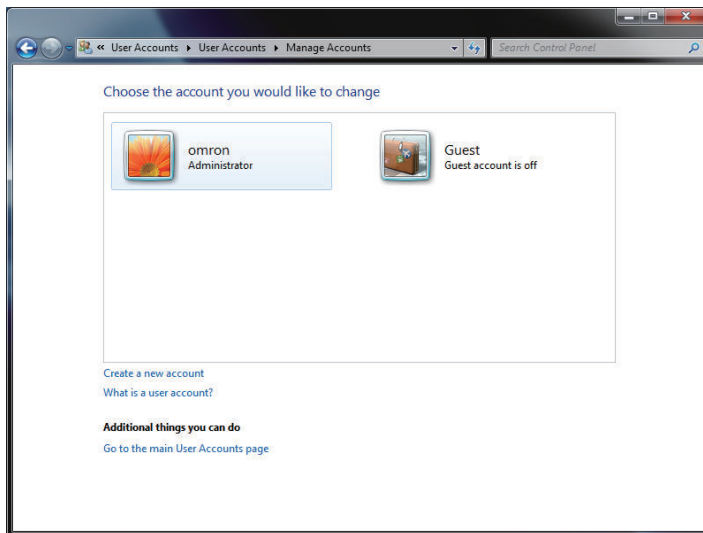 « User Accounts ▸ User Accounts ▸ Manage Accounts
Search Control Panel
Choose the account you would like to change
omron
Administrator
Guest
Guest account is off
Create a new account
What is a user account?
Additional things you can do
Go to the main User Accounts page